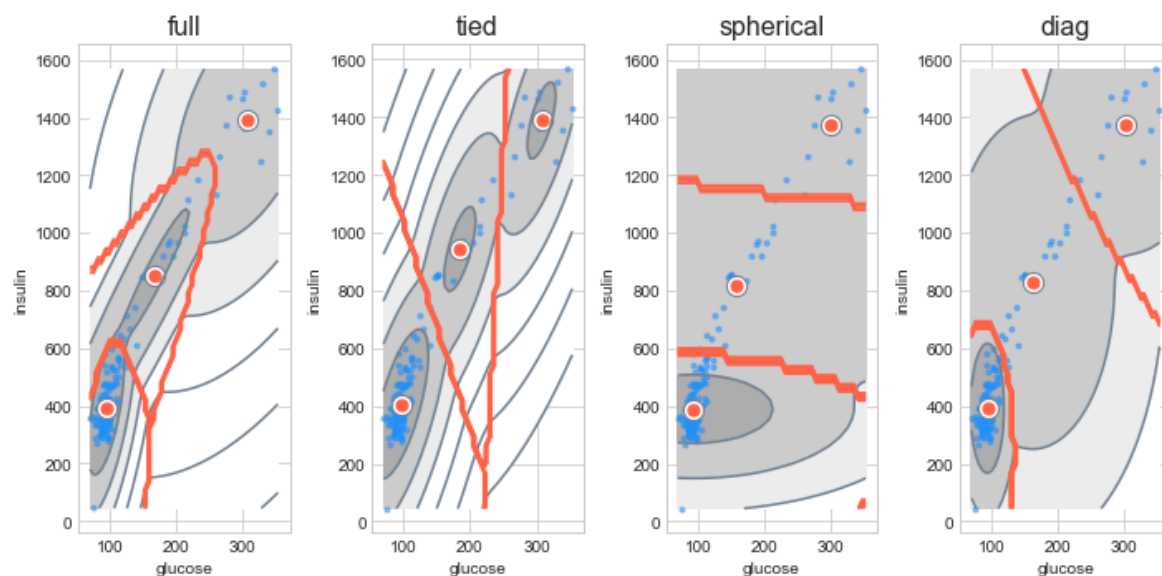 full tied spherical diag
1600 1600 1600 1600
1400 1400 1400 1400
1200 1200 1200 1200
1000 1000 1000 1000
insulin insulin insulin insulin
800 800 800 800
600 600 600 600
400 400 400 400
200 200 200 200
0 0 0 0
100 200 300 100 200 300 100 200 300 100 200 300
glucose glucose glucose glucose